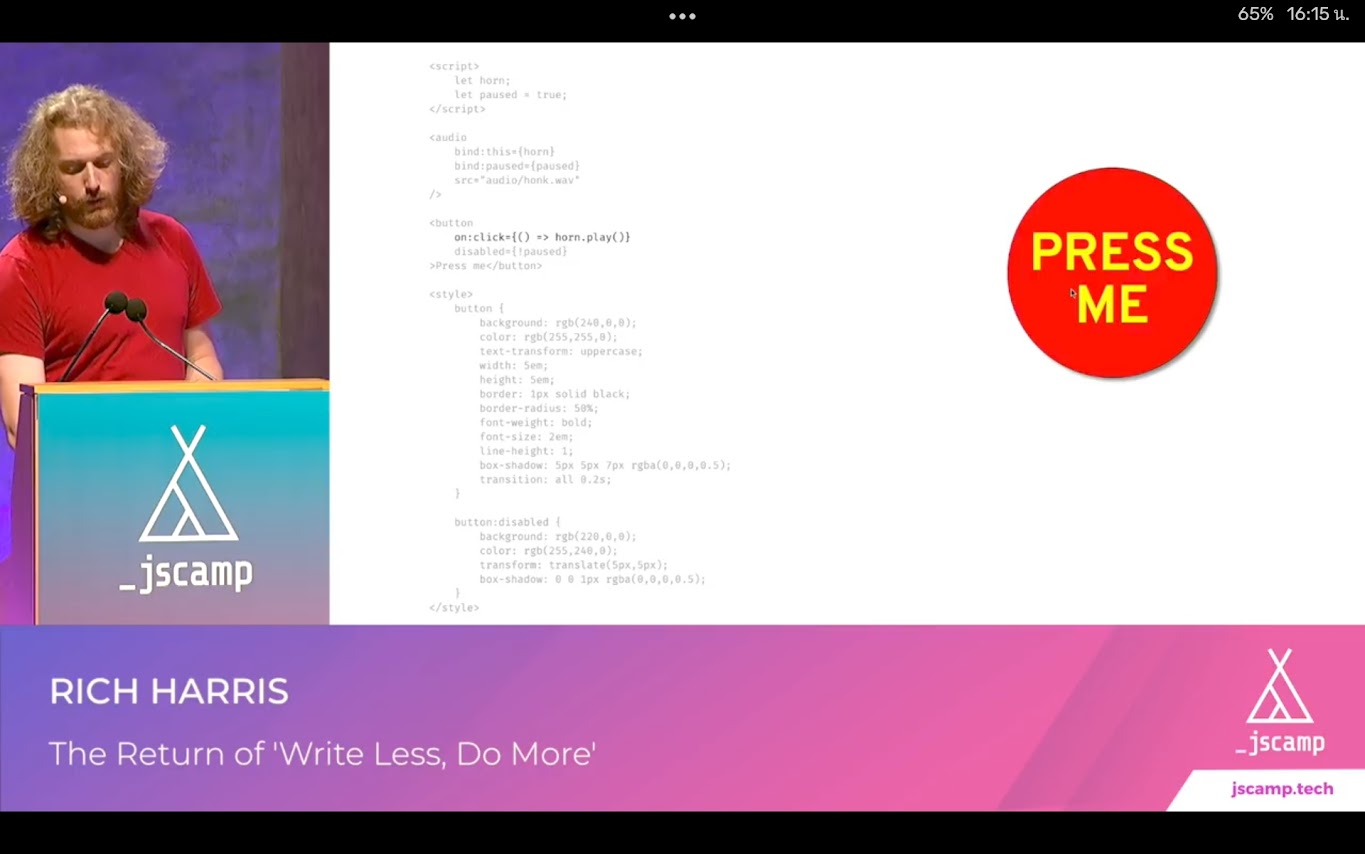 65% 16:15 น.
<script>
let horn;
let paused = true;
</script>
<audio
bind:this={horn}
bind:paused={paused}
src="audio/honk.wav"
/>
<button
on:click={() => horn.play()}
disabled={!paused}
>Press me</button>
<style>
button {
background: rgb(240,0,0);
color: rgb(255,255,0);
text-transform: uppercase;
width: 5em;
height: 5em;
border: 1px solid black;
border-radius: 50%;
font-weight: bold;
font-size: 2em;
line-height: 1;
box-shadow: 5px 5px 7px rgba(0,0,0,0.5);
transition: all 0.2s;
}
button:disabled {
background: rgb(220,0,0);
color: rgb(255,240,0);
transform: translate(5px,5px);
box-shadow: 0 0 1px rgba(0,0,0,0.5);
}
</style>
PRESS
ME
_jscamp
RICH HARRIS
The Return of 'Write Less, Do More'
_jscamp
jscamp.tech